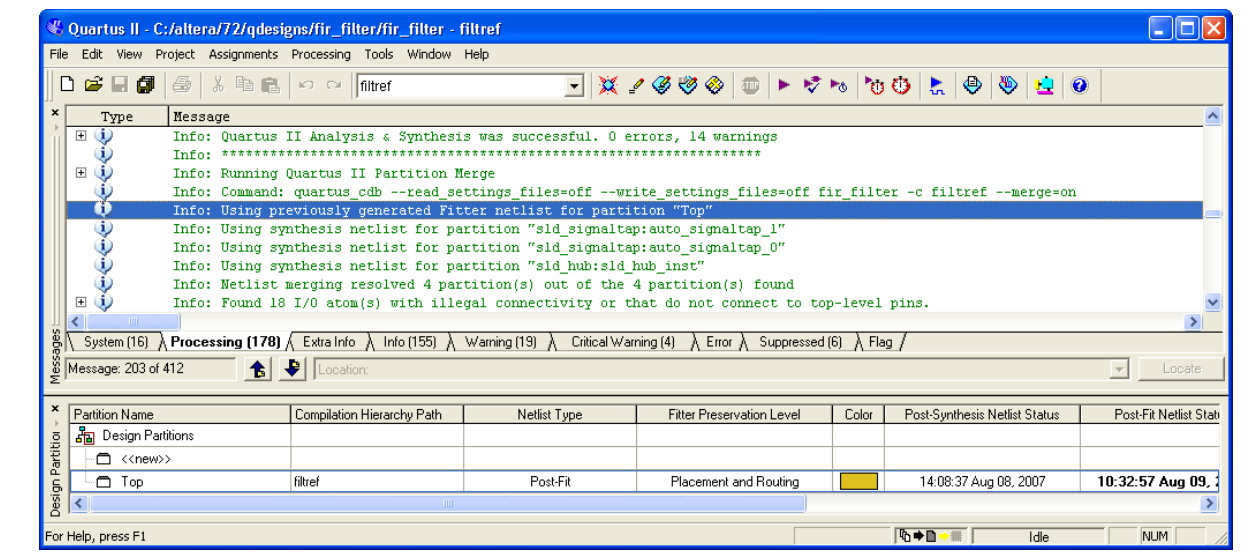 Quartus II - C:/altera/72/qdesigns/fir_filter/fir_filter - filtref
File Edit View Project Assignments Processing Tools Window Help
filtref STOP
Type Message
Info: Quartus II Analysis & Synthesis was successful. 0 errors, 14 warnings
Info: *******************************************************************
Info: Running Quartus II Partition Merge
Info: Command: quartus_cdb --read_settings_files=off --write_settings_files=off fir_filter -c filtref --merge=on
Info: Using previously generated Fitter netlist for partition "Top"
Info: Using synthesis netlist for partition "sld_signaltap:auto_signaltap_1"
Info: Using synthesis netlist for partition "sld_signaltap:auto_signaltap_0"
Info: Using synthesis netlist for partition "sld_hub:sld_hub_inst"
Info: Netlist merging resolved 4 partition(s) out of the 4 partition(s) found
Info: Found 18 I/O atom(s) with illegal connectivity or that do not connect to top-level pins.
System (16) Processing (178) Extra Info Info (155) Warning (19) Critical Warning (4) Error Suppressed (6) Flag
Messages
Message: 203 of 412 Location: Locate
Partition Name Compilation Hierarchy Path Netlist Type Fitter Preservation Level Color Post-Synthesis Netlist Status Post-Fit Netlist Stat
Design Partitions
<<new>>
Top filtref Post-Fit Placement and Routing 14:08:37 Aug 08, 2007 10:32:57 Aug 09,
Design Partition
For Help, press F1 Idle NUM